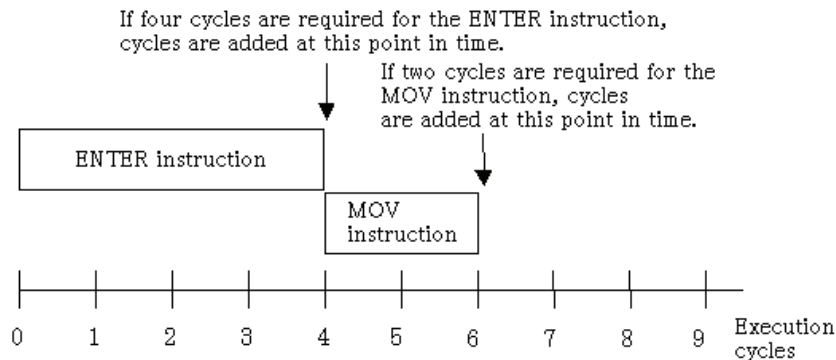 If four cycles are required for the ENTER instruction,
cycles are added at this point in time.
If two cycles are required for the
MOV instruction, cycles
are added at this point in time.
ENTER instruction
MOV
instruction
0 1 2 3 4 5 6 7 8 9 Execution
cycles